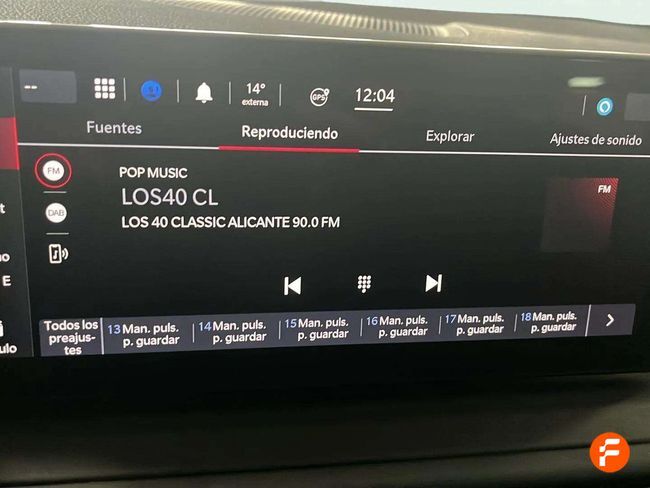 --
14°
externa
GPS
12:04
Fuentes
Reproduciendo
Explorar
Ajustes de sonido
FM
POP MUSIC
LOS40 CL
LOS 40 CLASSIC ALICANTE 90.0 FM
FM
DAB
E
ulo
Todos los
preajus-
tes
13 Man. puls.
p. guardar
14 Man. puls.
p. guardar
15 Man. puls.
p. guardar
16 Man. puls.
p. guardar
17 Man. puls.
p. guardar
18 Man. puls.
p. guardar